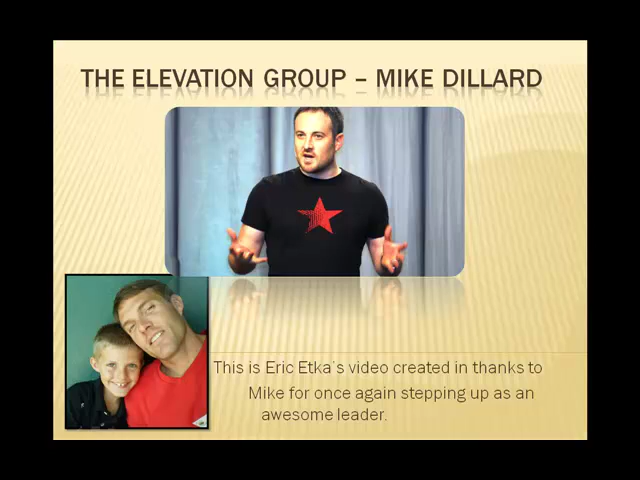 THE ELEVATION GROUP – MIKE DILLARD
This is Eric Etka's video created in thanks to
Mike for once again stepping up as an
awesome leader.